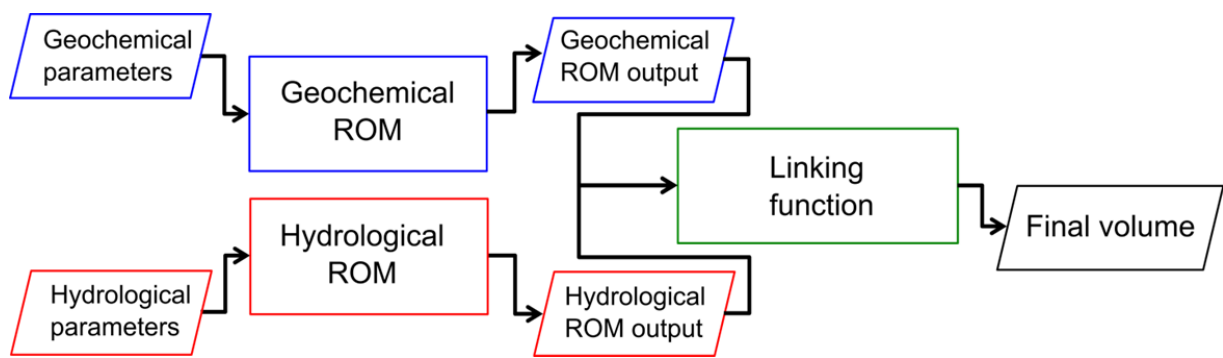 Geochemical
parameters
Geochemical
ROM
Geochemical
ROM output
Linking
function
Final volume
Hydrological
parameters
Hydrological
ROM
Hydrological
ROM output